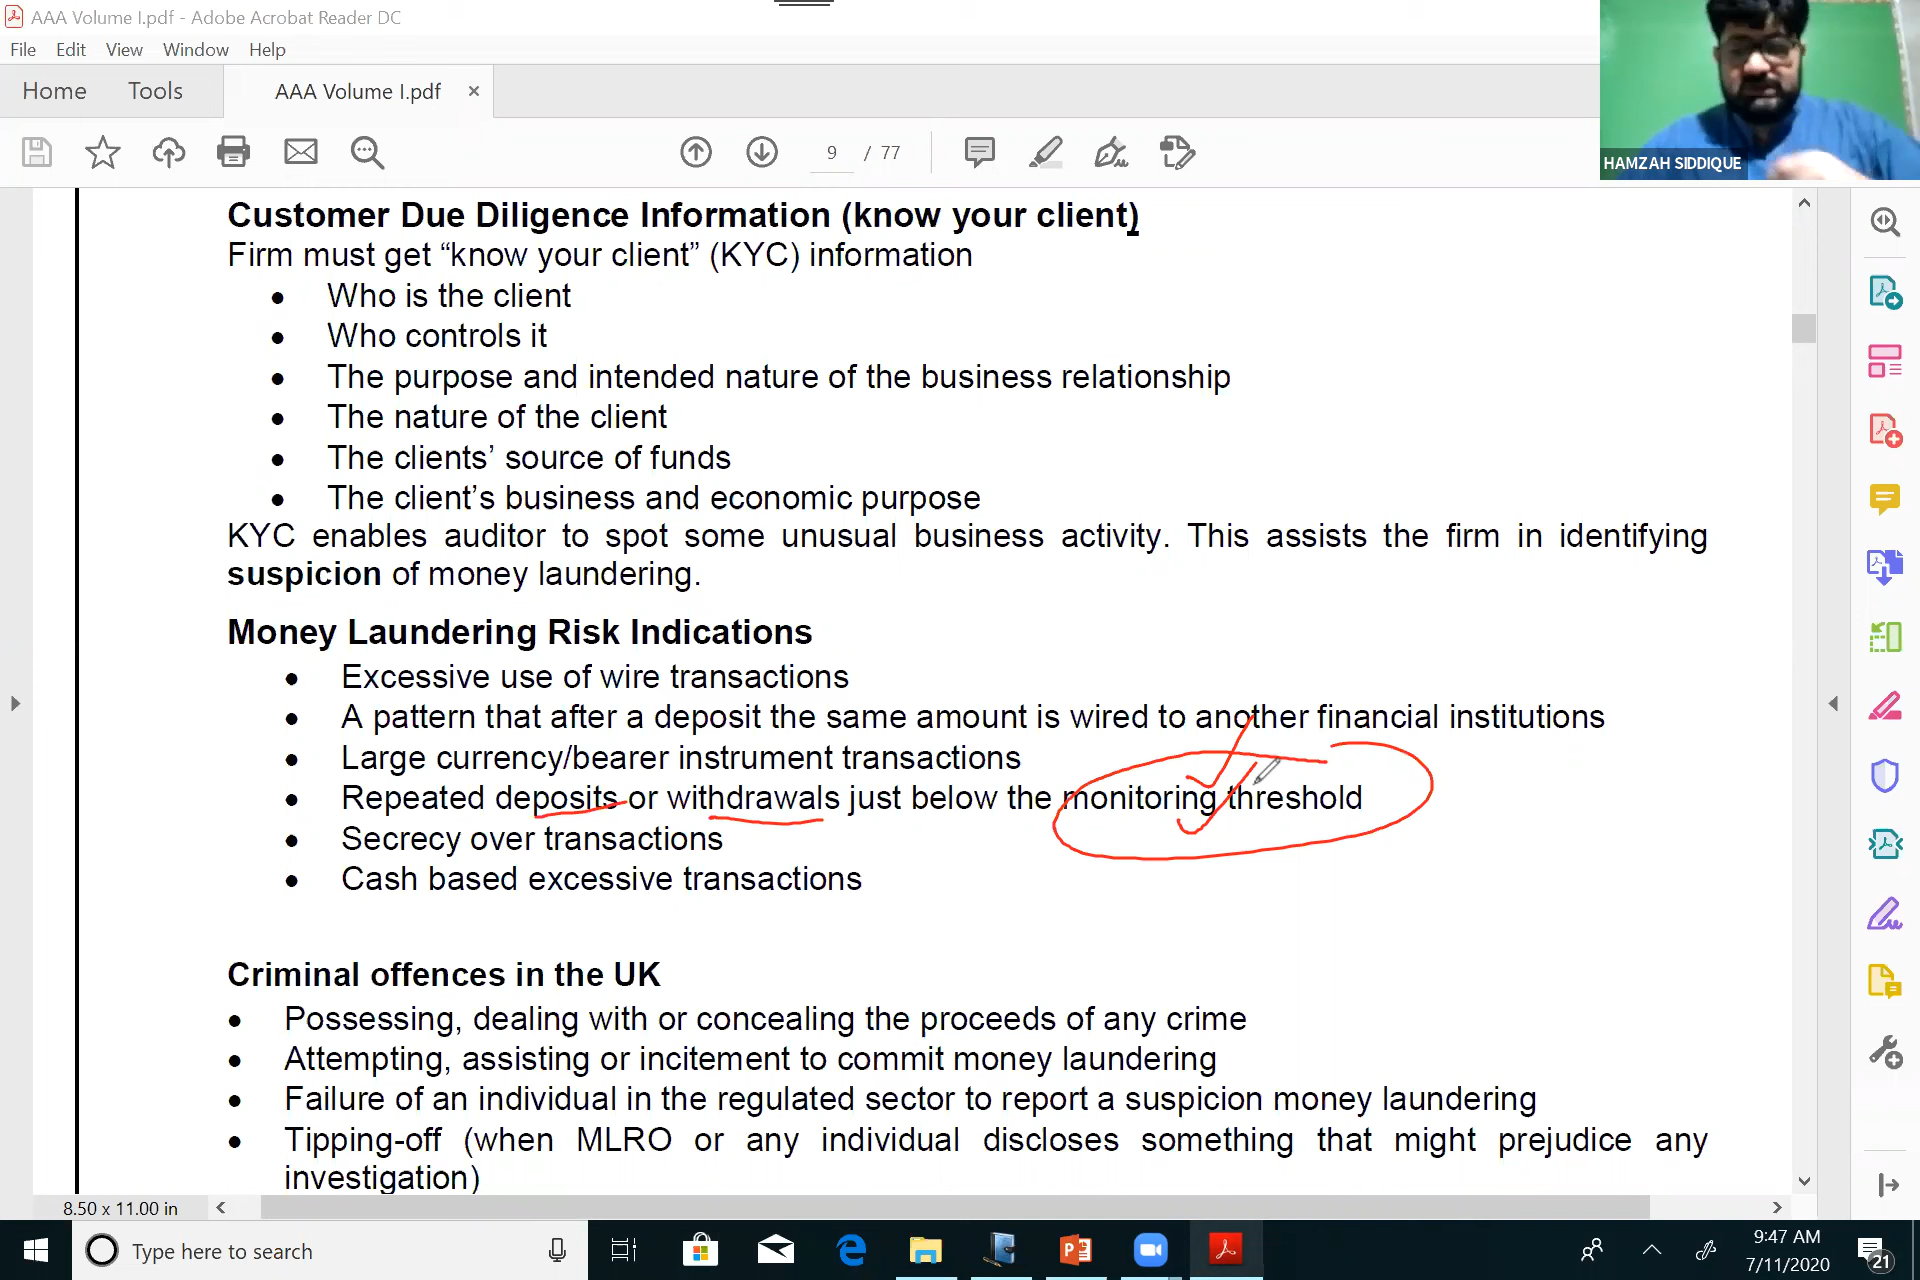 AAA Volume I.pdf - Adobe Acrobat Reader DC
File Edit View Window Help
Home Tools AAA Volume I.pdf ×
9 / 77
HAMZAH SIDDIQUE
Customer Due Diligence Information (know your client)
Firm must get “know your client” (KYC) information
• Who is the client
• Who controls it
• The purpose and intended nature of the business relationship
• The nature of the client
• The clients’ source of funds
• The client’s business and economic purpose
KYC enables auditor to spot some unusual business activity. This assists the firm in identifying
suspicion of money laundering.
Money Laundering Risk Indications
• Excessive use of wire transactions
• A pattern that after a deposit the same amount is wired to another financial institutions
• Large currency/bearer instrument transactions
• Repeated deposits or withdrawals just below the monitoring threshold
• Secrecy over transactions
• Cash based excessive transactions
Criminal offences in the UK
• Possessing, dealing with or concealing the proceeds of any crime
• Attempting, assisting or incitement to commit money laundering
• Failure of an individual in the regulated sector to report a suspicion money laundering
• Tipping-off (when MLRO or any individual discloses something that might prejudice any
investigation)
8.50 x 11.00 in
Type here to search
9:47 AM
7/11/2020
21